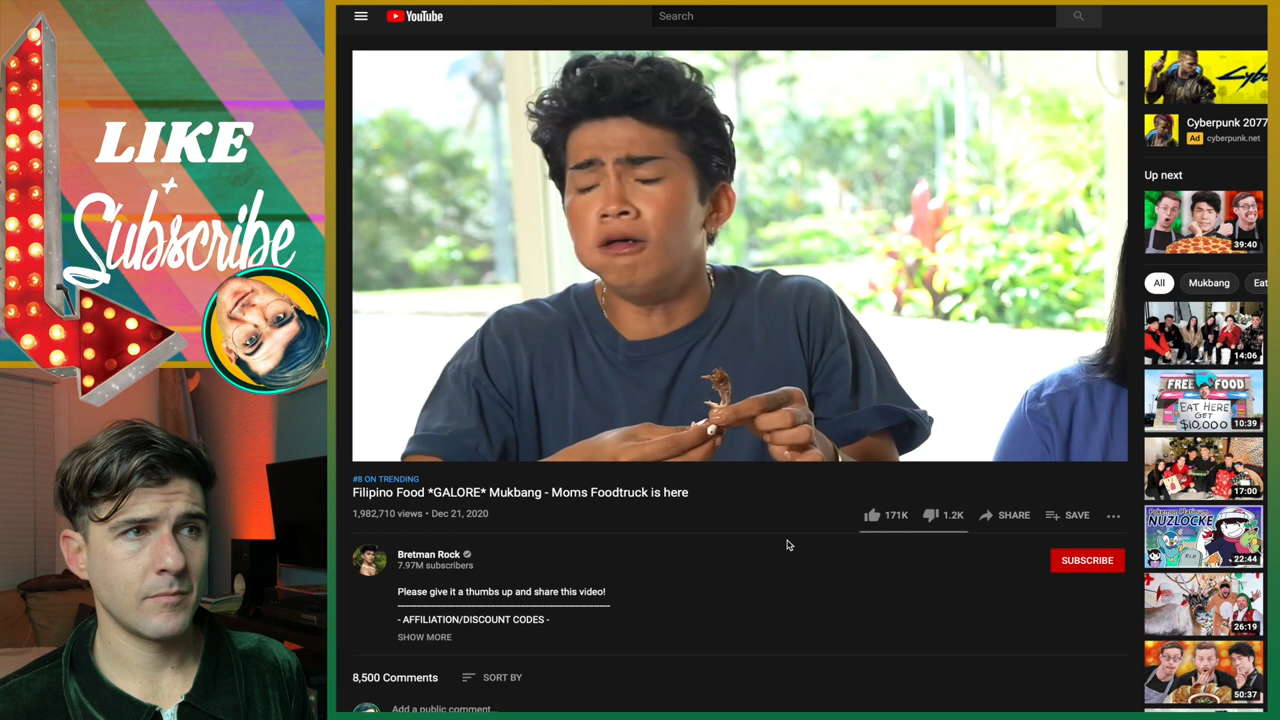 LIKE
+
Subscribe
YouTube
Search
#8 ON TRENDING
Filipino Food *GALORE* Mukbang - Moms Foodtruck is here
1,982,710 views • Dec 21, 2020
171K
1.2K
SHARE
SAVE
Bretman Rock
7.97M subscribers
SUBSCRIBE
Please give it a thumbs up and share this video!
- AFFILIATION/DISCOUNT CODES -
SHOW MORE
8,500 Comments
SORT BY
Add a public comment...
Cyb
Cyberpunk 2077
Ad cyberpunk.net
Up next
39:40
All
Mukbang
Eat
14:06
FREE FOOD
EAT HERE
GET
$10,000
10:39
17:00
Pokemon Platinum
NUZLOCKE
22:44
26:19
50:37